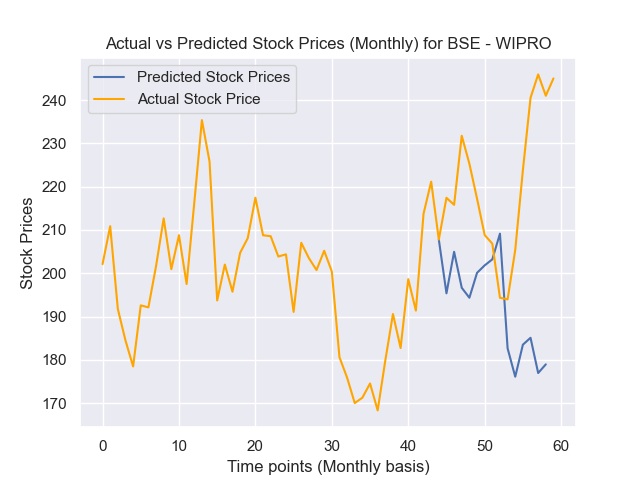 Actual vs Predicted Stock Prices (Monthly) for BSE - WIPRO
Predicted Stock Prices
Actual Stock Price
Stock Prices
240
230
220
210
200
190
180
170
0 10 20 30 40 50 60
Time points (Monthly basis)